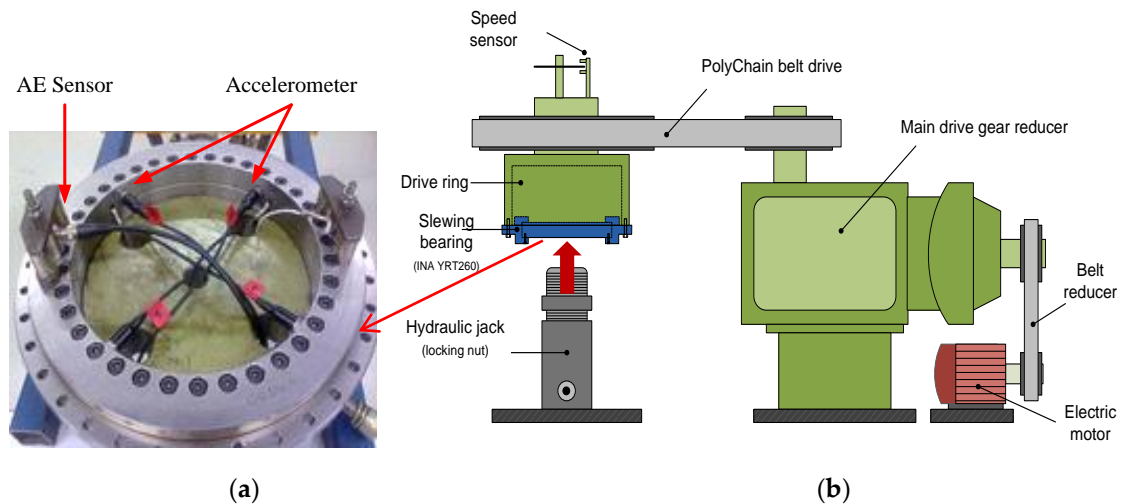 AE Sensor
Accelerometer
Speed
sensor
PolyChain belt drive
Main drive gear reducer
Drive ring
Slewing
bearing
(INA YRT260)
Hydraulic jack
(locking nut)
Belt
reducer
Electric
motor
(a)
(b)